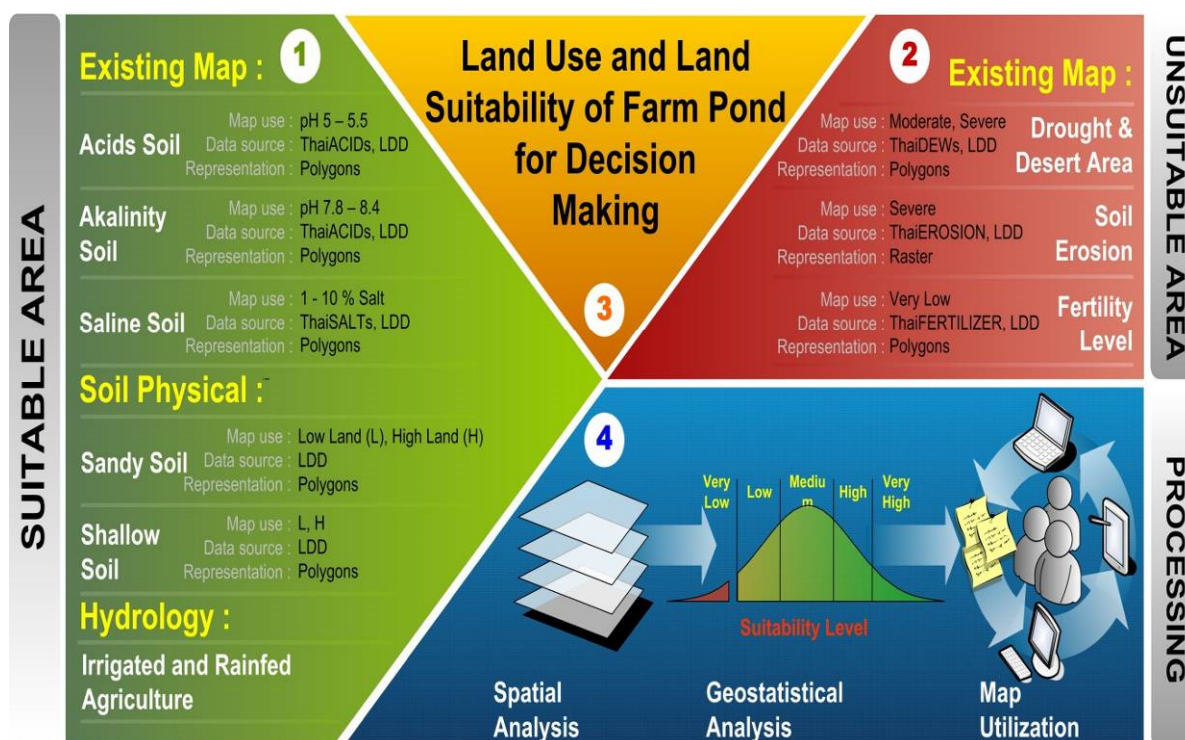 SUITABLE AREA
1
Existing Map :
Acids Soil
Map use : pH 5 – 5.5
Data source : ThaiACIDs, LDD
Representation : Polygons
Akalinity
Soil
Map use : pH 7.8 – 8.4
Data source : ThaiACIDs, LDD
Representation : Polygons
Saline Soil
Map use : 1 - 10 % Salt
Data source : ThaiSALTs, LDD
Representation : Polygons
Soil Physical :
Sandy Soil
Map use : Low Land (L), High Land (H)
Data source : LDD
Representation : Polygons
Shallow
Soil
Map use : L, H
Data source : LDD
Representation : Polygons
Hydrology :
Irrigated and Rainfed
Agriculture
Land Use and Land
Suitability of Farm Pond
for Decision
Making
3
UNSUITABLE AREA
2
Existing Map :
Map use : Moderate, Severe
Data source : ThaiDEWs, LDD
Representation : Polygons
Drought &
Desert Area
Map use : Severe
Data source : ThaiEROSION, LDD
Representation : Raster
Soil
Erosion
Map use : Very Low
Data source : ThaiFERTILIZER, LDD
Representation : Polygons
Fertility
Level
PROCESSING
4
Very
Low
Low
Mediu
m
High
Very
High
Suitability Level
Spatial
Analysis
Geostatistical
Analysis
Map
Utilization